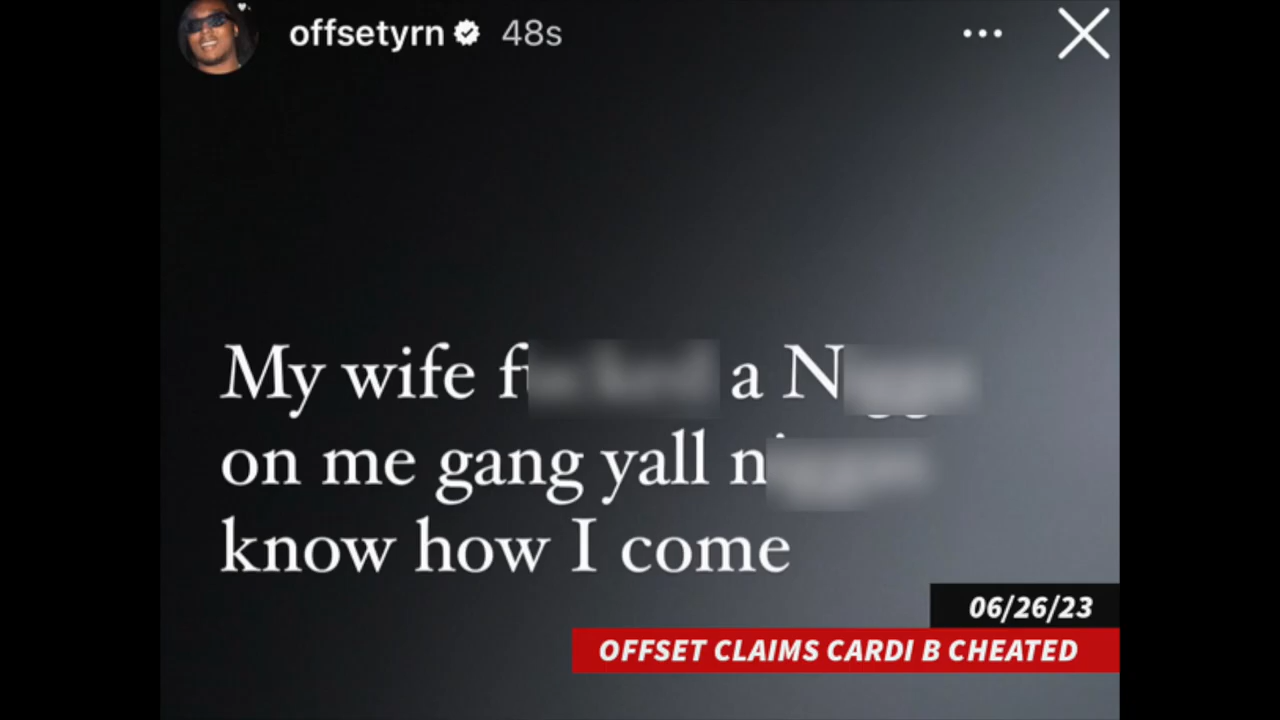 offsetyrn 48s
My wife f a N
on me gang yall n
know how I come
06/26/23
OFFSET CLAIMS CARDI B CHEATED